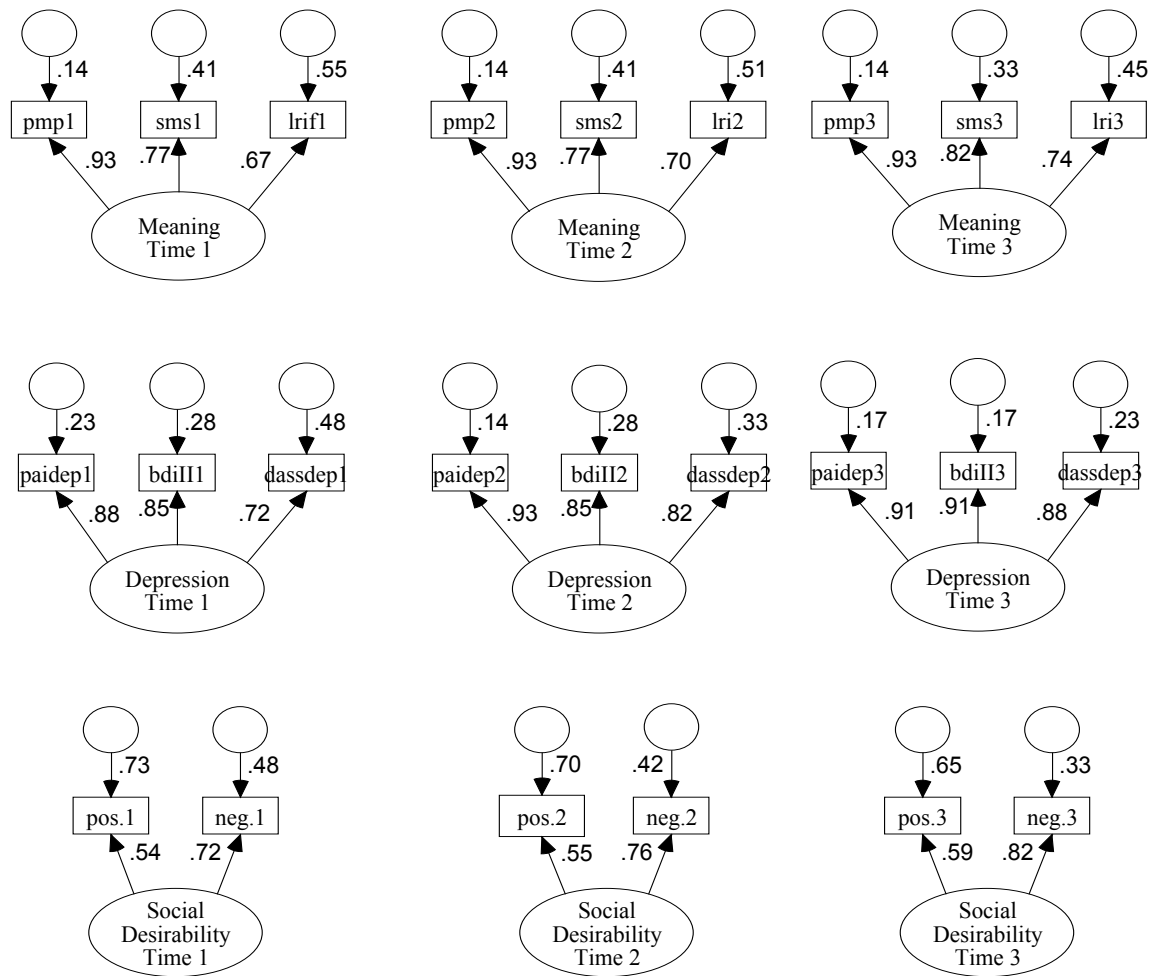 .14 .41 .55 .14 .41 .51 .14 .33 .45
pmp1 sms1 lrif1 pmp2 sms2 lri2 pmp3 sms3 lri3
.93 .77 .67 .93 .77 .70 .93 .82 .74
Meaning Meaning Meaning
Time 1 Time 2 Time 3
.23 .28 .48 .14 .28 .33 .17 .17 .23
paidep1 bdiII1 dassdep1 paidep2 bdiII2 dassdep2 paidep3 bdiII3 dassdep3
.88 .85 .72 .93 .85 .82 .91 .91 .88
Depression Depression Depression
Time 1 Time 2 Time 3
.73 .48 .70 .42 .65 .33
pos.1 neg.1 pos.2 neg.2 pos.3 neg.3
.54 .72 .55 .76 .59 .82
Social Social Social
Desirability Desirability Desirability
Time 1 Time 2 Time 3